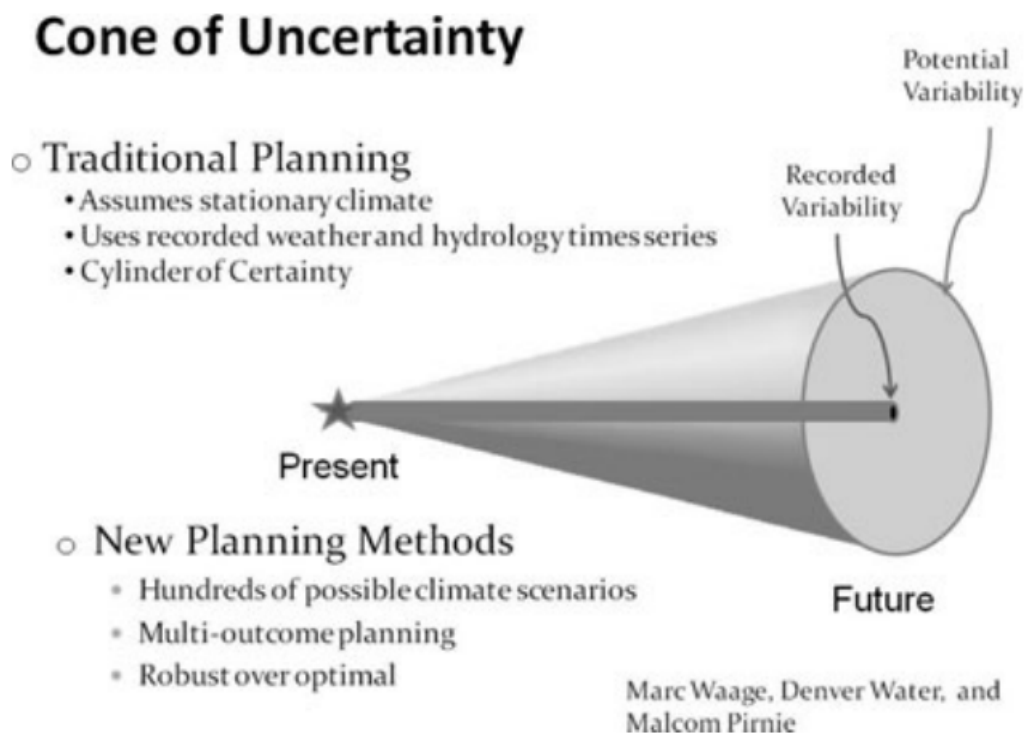 Cone of Uncertainty
Potential
Variability
Traditional Planning
Assumes stationary climate
Uses recorded weather and hydrology times series
Cylinder of Certainty
Recorded
Variability
Present
New Planning Methods
Hundreds of possible climate scenarios
Multi-outcome planning
Robust over optimal
Future
Marc Waage, Denver Water, and
Malcom Pirnie